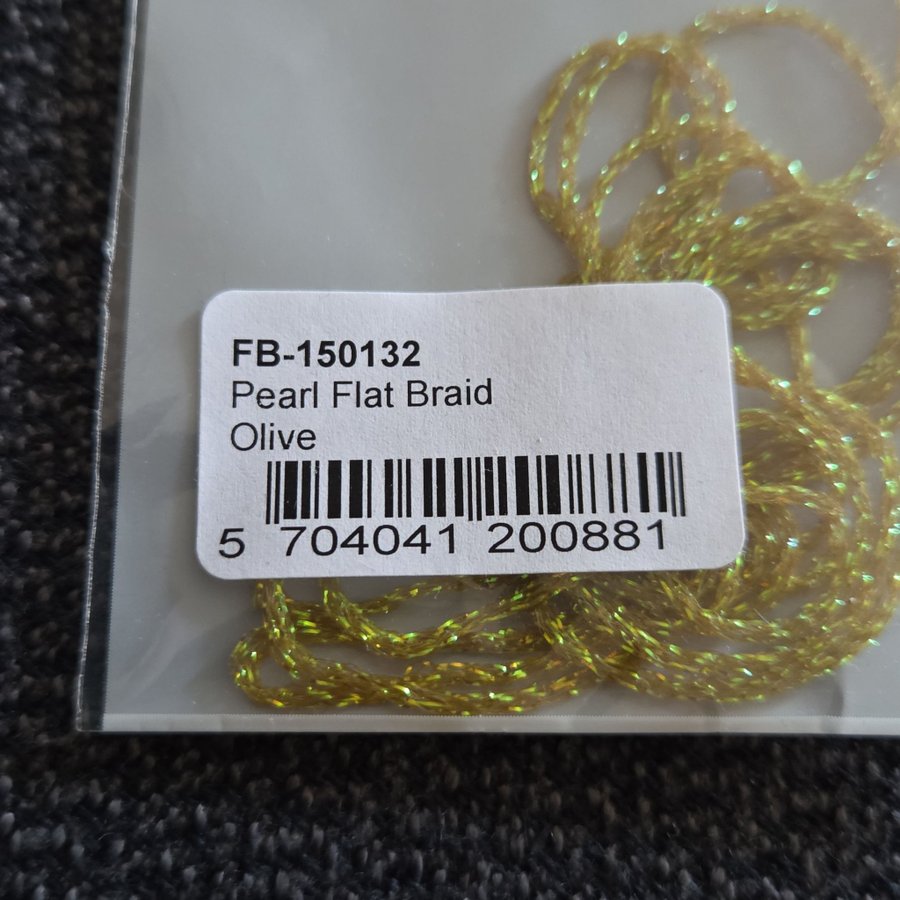 FB-150132
Pearl Flat Braid
Olive
5 704041 200881